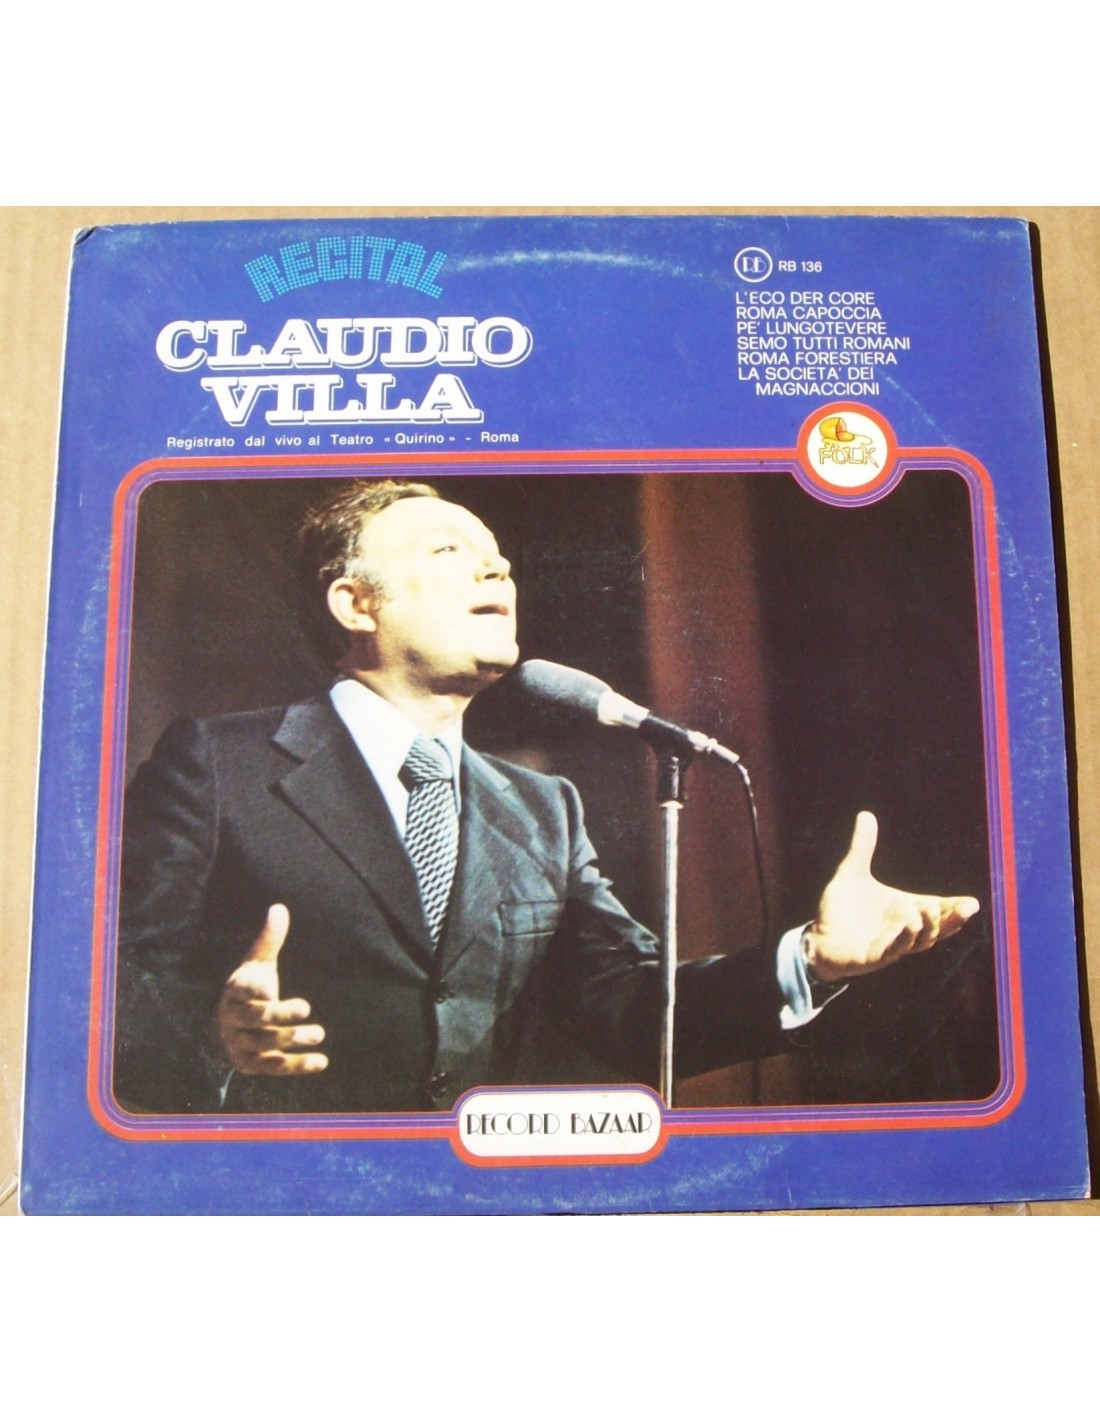 RECITAL
CLAUDIO
VILLA
Registrato dal vivo al Teatro «Quirino» - Roma
RB RB 136
L'ECO DER CORE
ROMA CAPOCCIA
PE' LUNGOTEVERE
SEMO TUTTI ROMANI
ROMA FORESTIERA
LA SOCIETA' DEI
MAGNACCIONI
FOLK
RECORD BAZAAR